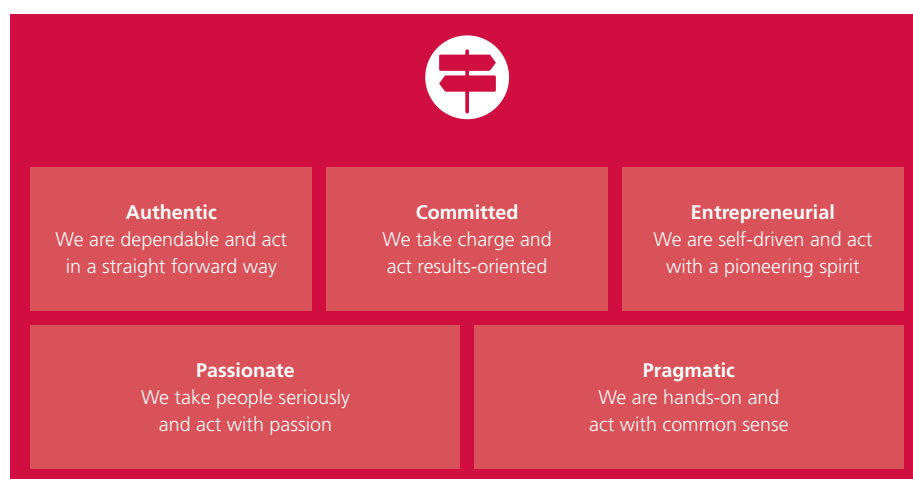 Authentic
We are dependable and act
in a straight forward way
Committed
We take charge and
act results-oriented
Entrepreneurial
We are self-driven and act
with a pioneering spirit
Passionate
We take people seriously
and act with passion
Pragmatic
We are hands-on and
act with common sense